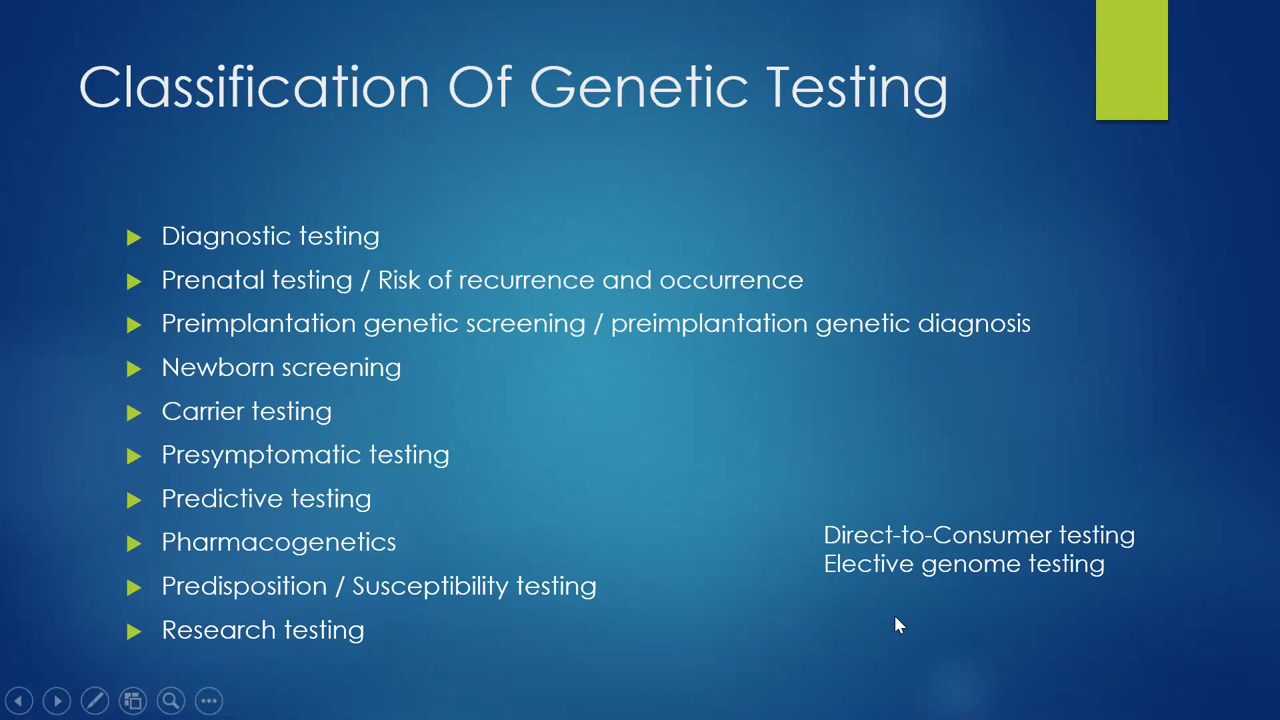 Classification Of Genetic Testing
Diagnostic testing
Prenatal testing / Risk of recurrence and occurrence
Preimplantation genetic screening / preimplantation genetic diagnosis
Newborn screening
Carrier testing
Presymptomatic testing
Predictive testing
Pharmacogenetics
Predisposition / Susceptibility testing
Research testing
Direct-to-Consumer testing
Elective genome testing